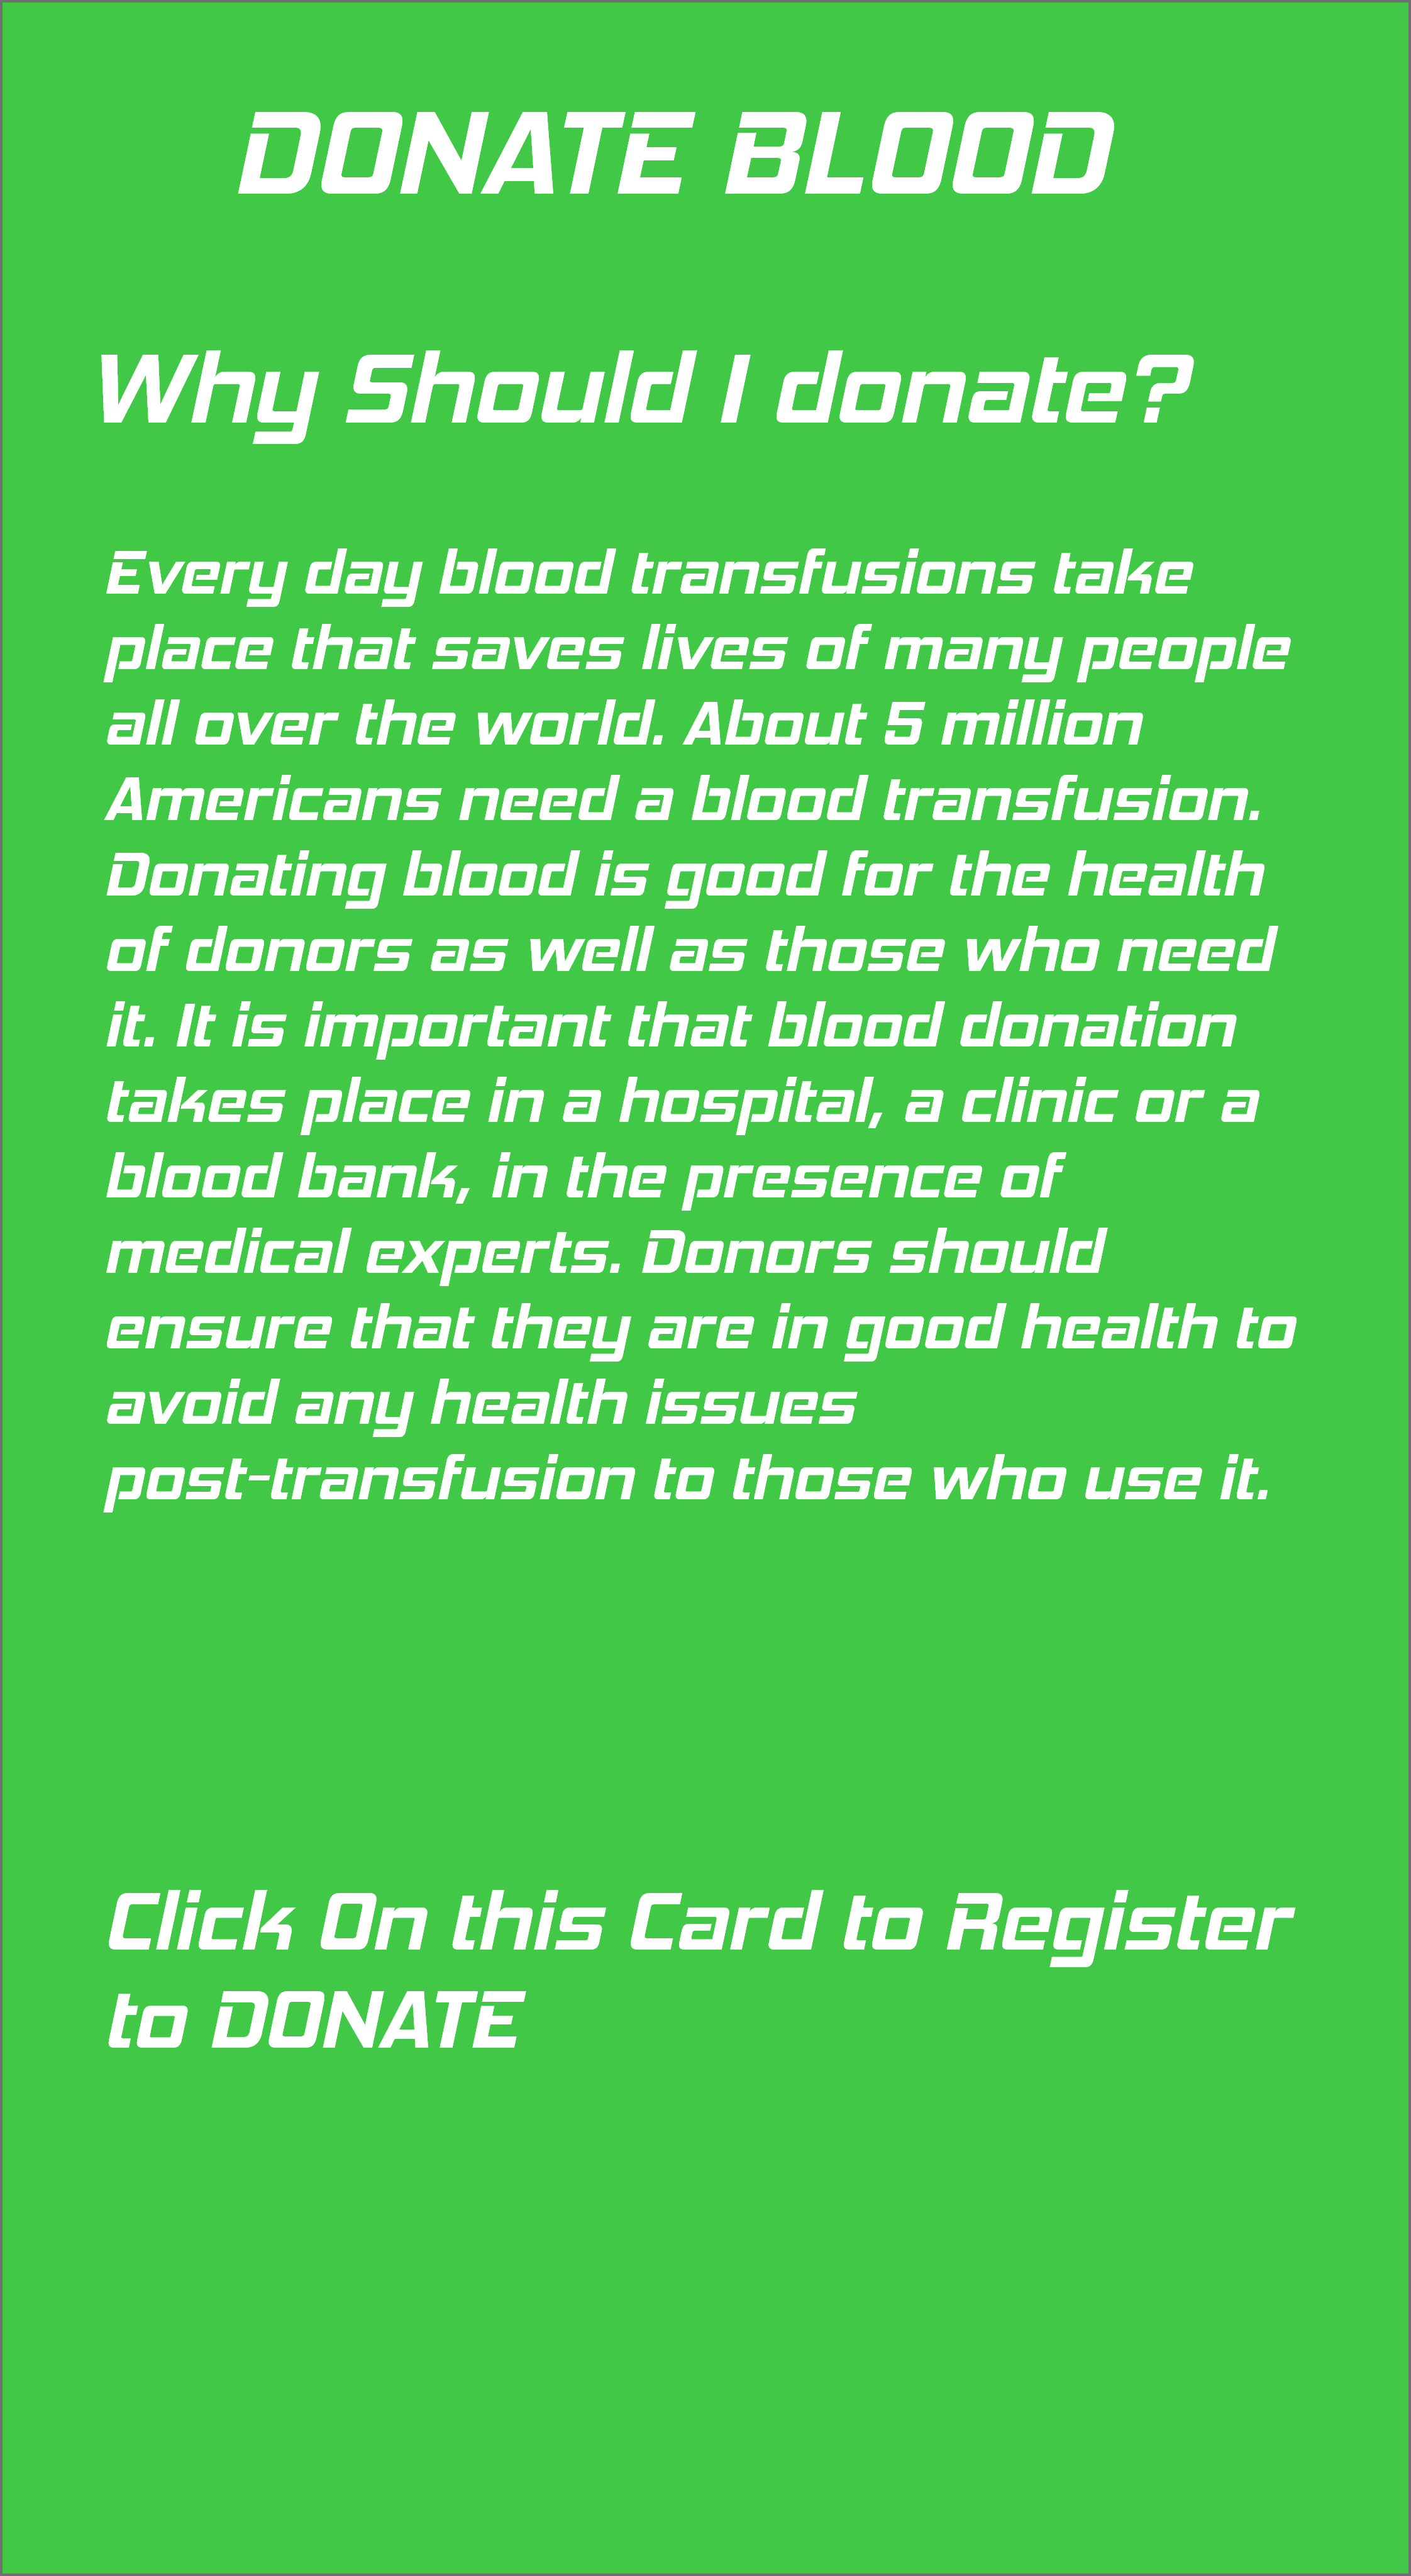 DONATE BLOOD
Why Should I donate?
Every day blood transfusions take
place that saves lives of many people
all over the world. About 5 million
Americans need a blood transfusion.
Donating blood is good for the health
of donors as well as those who need
it. It is important that blood donation
takes place in a hospital, a clinic or a
blood bank, in the presence of
medical experts. Donors should
ensure that they are in good health to
avoid any health issues
post-transfusion to those who use it.
Click On this Card to Register
to DONATE